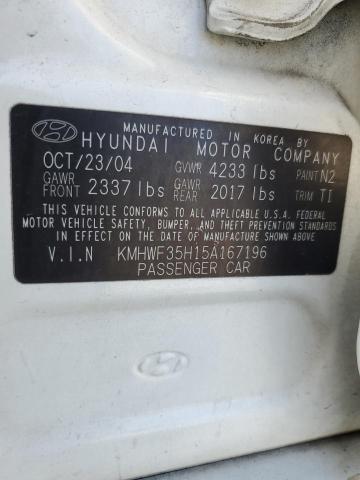 MANUFACTURED IN KOREA BY
HYUNDAI MOTOR COMPANY
OCT/23/04 GVWR 4233 lbs PAINT N2
GAWR FRONT 2337 lbs GAWR REAR 2017 lbs TRIM TI
THIS VEHICLE CONFORMS TO ALL APPLICABLE U.S.A. FEDERAL
MOTOR VEHICLE SAFETY, BUMPER, AND THEFT PREVENTION
STANDARDS IN EFFECT ON THE DATE OF MANUFACTURE SHOWN ABOVE.
V.I.N KMHWF35H15A167196
PASSENGER CAR